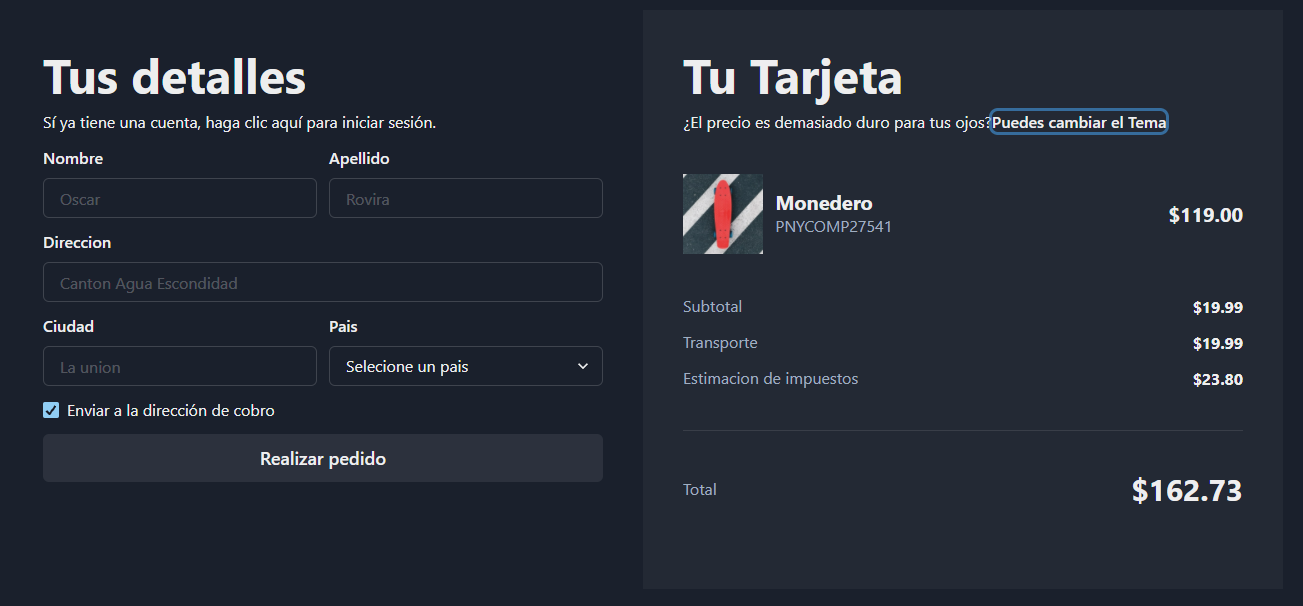 Tus detalles
Sí ya tiene una cuenta, haga clic aquí para iniciar sesión.
Nombre
Apellido
Oscar
Rovira
Direccion
Canton Agua Escondidad
Ciudad
Pais
La union
Selecione un pais
Enviar a la dirección de cobro
Realizar pedido
Tu Tarjeta
¿El precio es demasiado duro para tus ojos?Puedes cambiar el Tema
Monedero
PNYCOMP27541
$119.00
Subtotal
$19.99
Transporte
$19.99
Estimacion de impuestos
$23.80
Total
$162.73